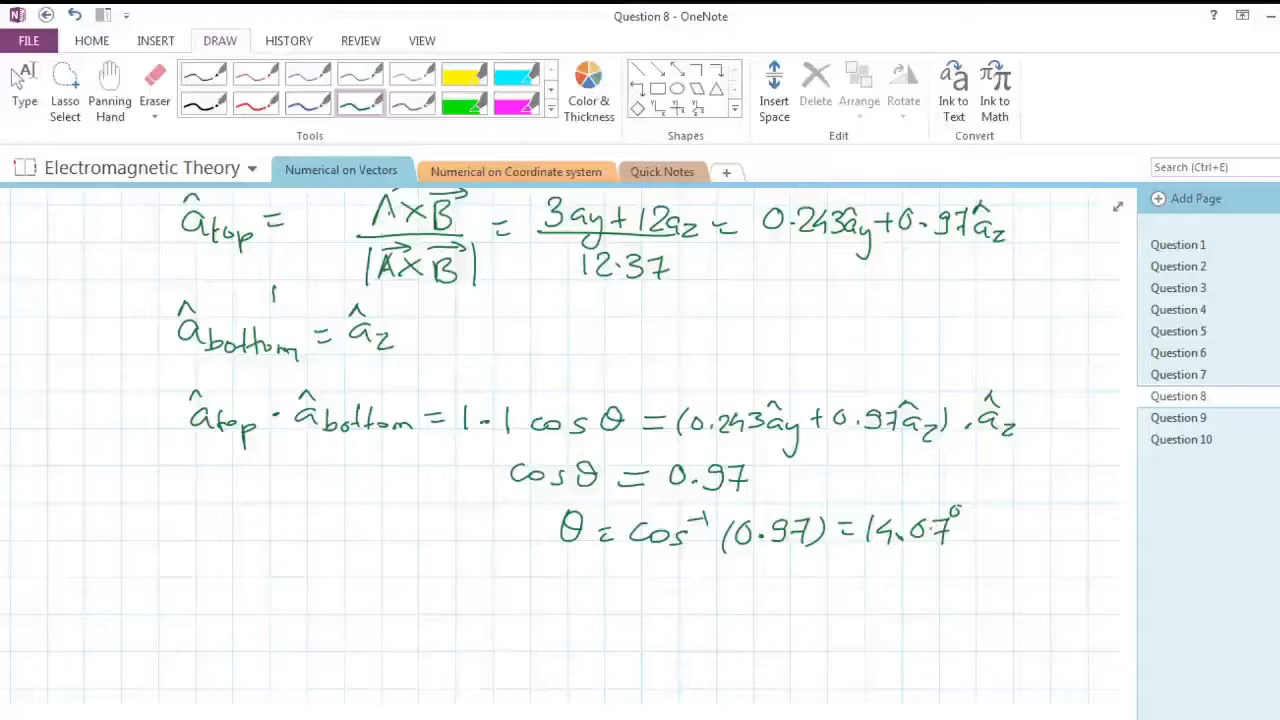 Question 8 - OneNote
?
FILE HOME INSERT DRAW HISTORY REVIEW VIEW
Type
Lasso Select
Panning Hand
Eraser
Color & Thickness
Insert Space
Delete
Arrange
Rotate
Ink to Text
Ink to Math
Tools Shapes Edit Convert
Electromagnetic Theory Numerical on Vectors Numerical on Coordinate system Quick Notes + Search (Ctrl+E)
Add Page
Question 1
Question 2
Question 3
Question 4
Question 5
Question 6
Question 7
Question 8
Question 9
Question 10
â_top = (A⃗ × B⃗) / |A⃗ × B⃗| = (3ay + 12az) / 12.37 = 0.243ây + 0.97âz
â_bottom = âz
â_top · â_bottom = 1·1 cos θ = (0.243ây + 0.97âz) . âz
cos θ = 0.97
θ = cos⁻¹ (0.97) = 14.07°